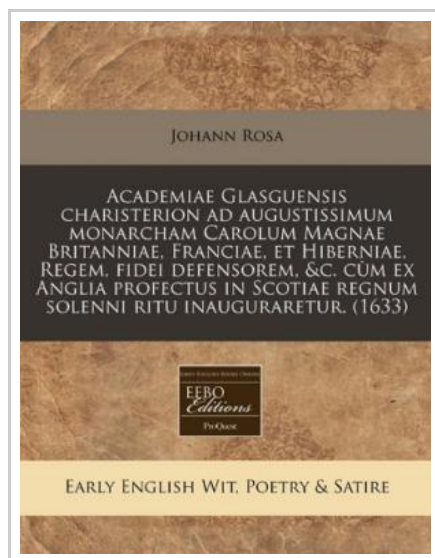 Johann Rosa
Academiae Glasguensis
charisterion ad augustissimum
monarcham Carolum Magnae
Britanniae, Franciae, et Hiberniae,
Regem, fidei defensorem, &c. cùm ex
Anglia profectus in Scotiae regnum
solenni ritu inauguraretur. (1633)
EEBO
Editions
ProQuest
Early English Wit, Poetry & Satire